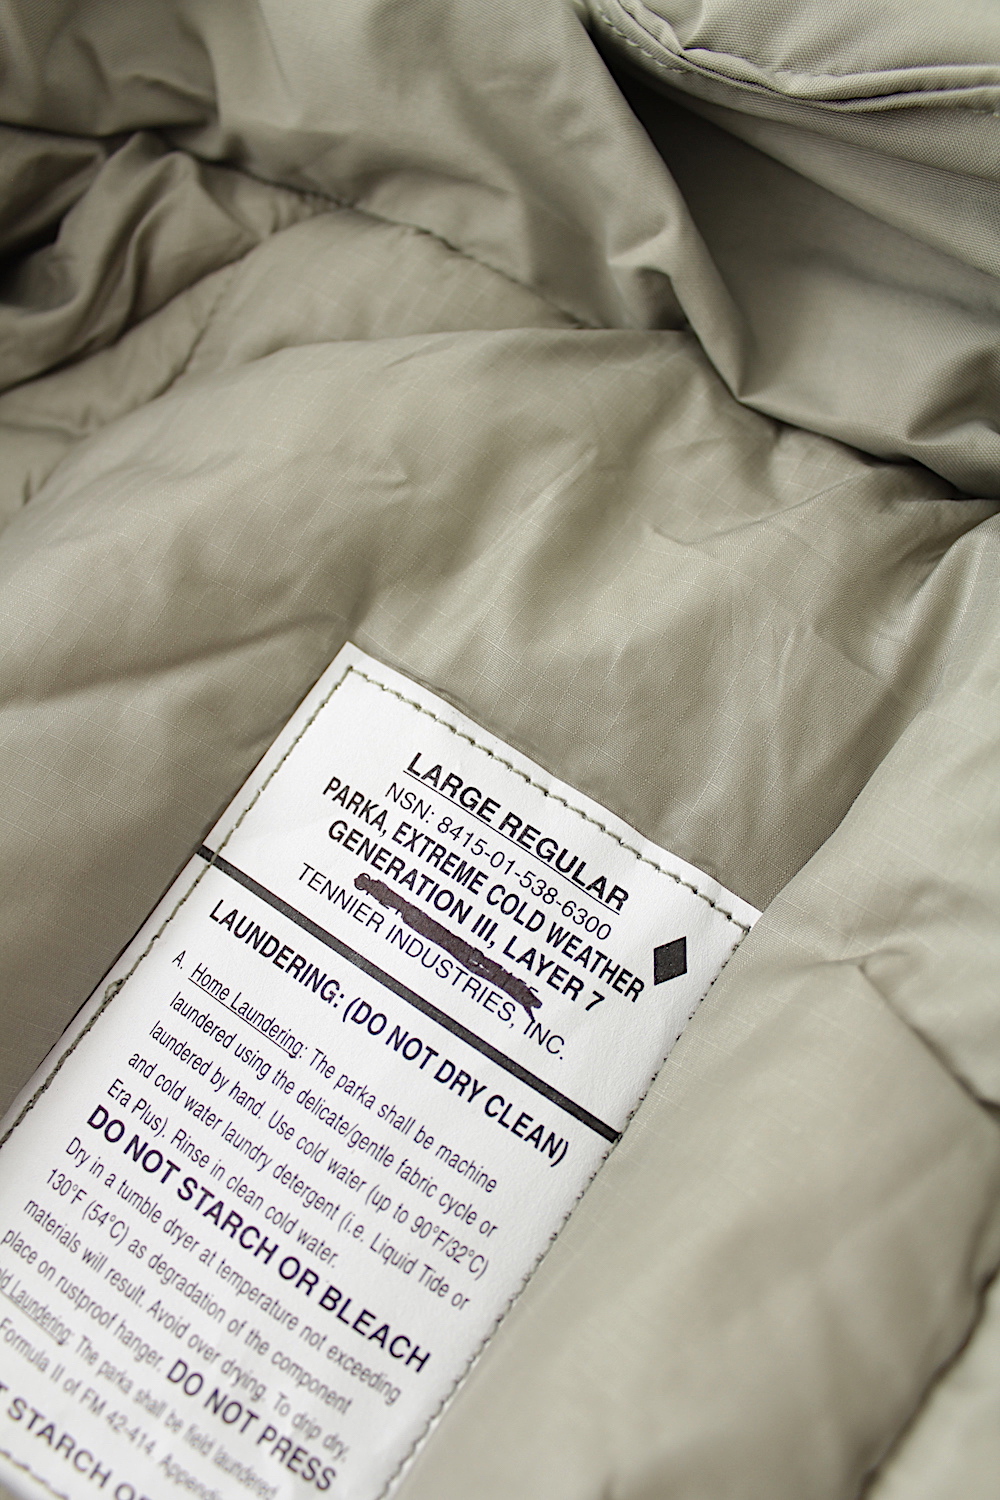 LARGE REGULAR
NSN: 8415-01-538-6300
PARKA, EXTREME COLD WEATHER
GENERATION III, LAYER 7
TENNIER INDUSTRIES, INC.
LAUNDERING: (DO NOT DRY CLEAN)
A. Home Laundering: The parka shall be machine
laundered using the delicate/gentle fabric cycle or
laundered by hand. Use cold water (up to 90°F/32°C)
and cold water laundry detergent (i.e. Liquid Tide or
Era Plus). Rinse in clean cold water.
DO NOT STARCH OR BLEACH
Dry in a tumble dryer at temperature not exceeding
130°F (54°C) as degradation of the component
materials will result. Avoid over drying. To drip dry,
place on rustproof hanger. DO NOT PRESS
Laundering: The parka shall be field laundered
Formula II of FM 42-414,
STARCH